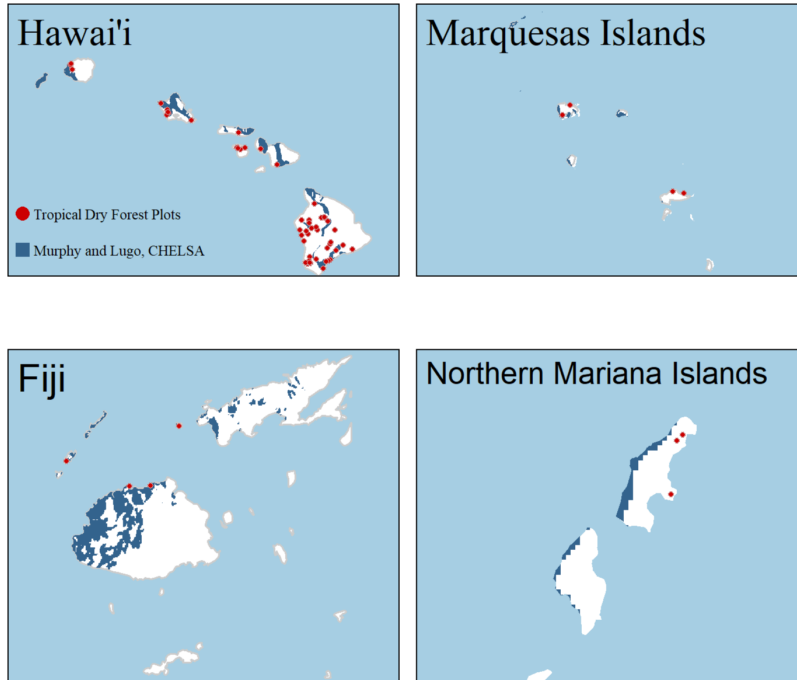 Hawai'i
Marquesas Islands
Tropical Dry Forest Plots
Murphy and Lugo, CHELSA
Fiji
Northern Mariana Islands